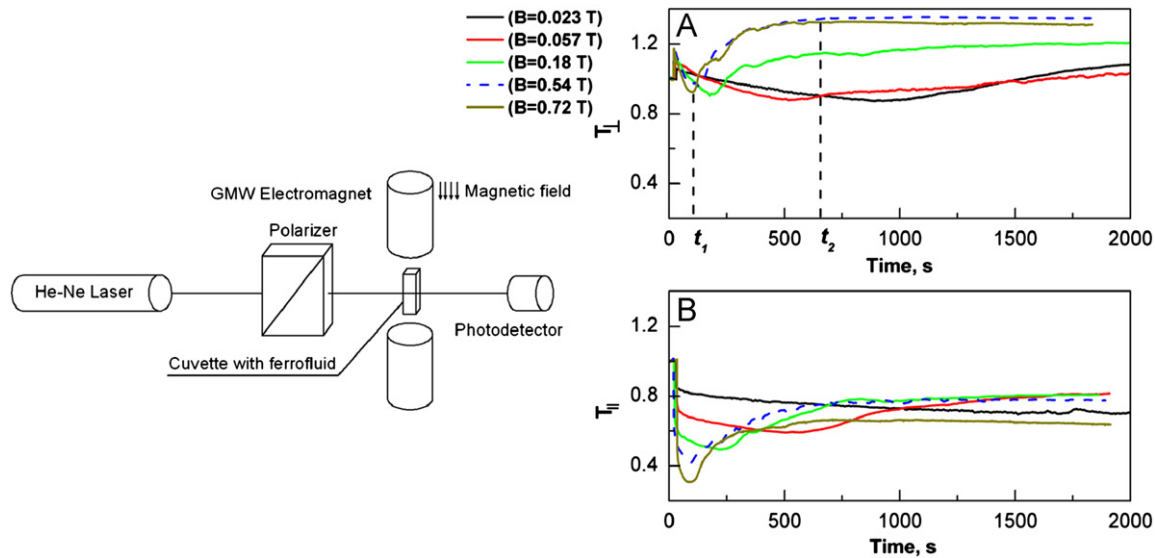 (B=0.023 T)
(B=0.057 T)
(B=0.18 T)
(B=0.54 T)
(B=0.72 T)
GMW Electromagnet
Magnetic field
Polarizer
He-Ne Laser
Photodetector
Cuvette with ferrofluid
A
1.2
0.8
0.4
T⊥
0 500 1000 1500 2000
t₁ t₂
Time, s
B
1.2
0.8
0.4
T||
0 500 1000 1500 2000
Time, s